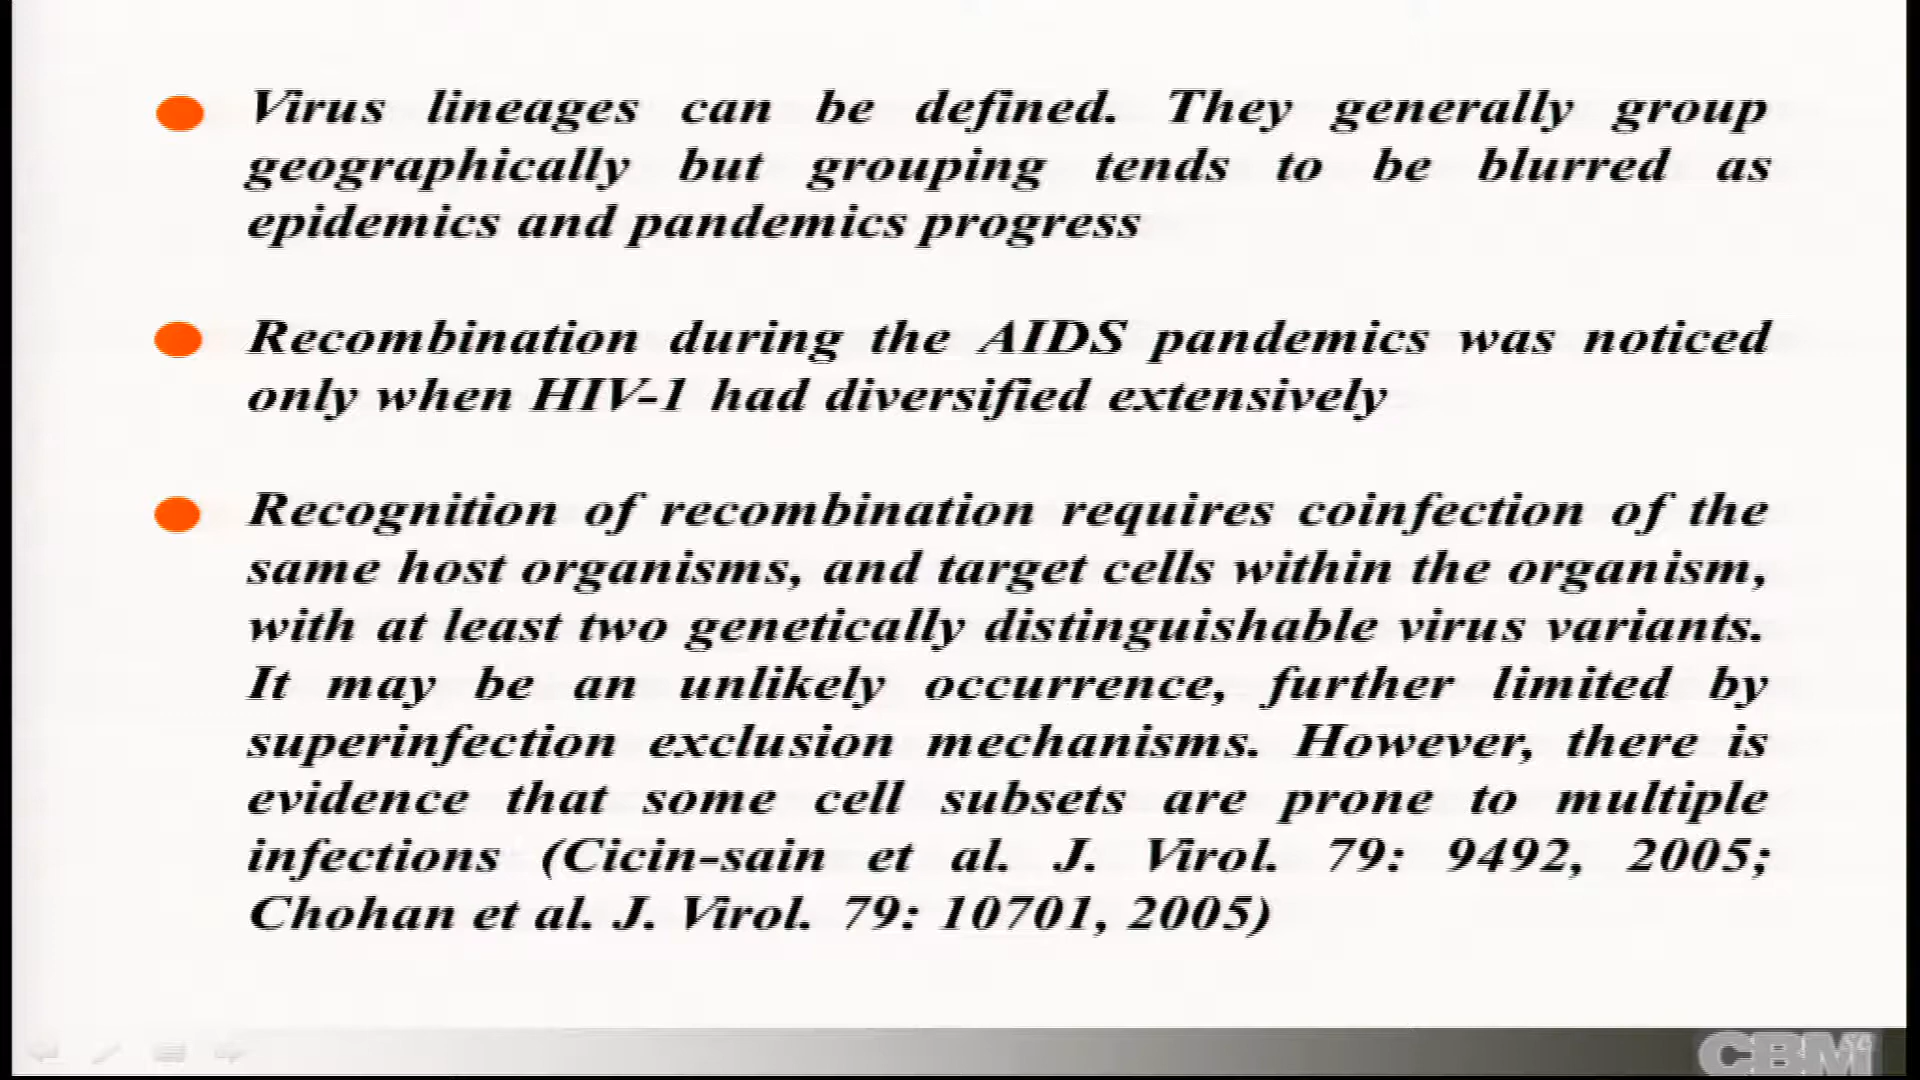 Virus lineages can be defined. They generally group
geographically but grouping tends to be blurred as
epidemics and pandemics progress
Recombination during the AIDS pandemics was noticed
only when HIV-1 had diversified extensively
Recognition of recombination requires coinfection of the
same host organisms, and target cells within the organism,
with at least two genetically distinguishable virus variants.
It may be an unlikely occurrence, further limited by
superinfection exclusion mechanisms. However, there is
evidence that some cell subsets are prone to multiple
infections (Cicin-sain et al. J. Virol. 79: 9492, 2005;
Chohan et al. J. Virol. 79: 10701, 2005)
CBM